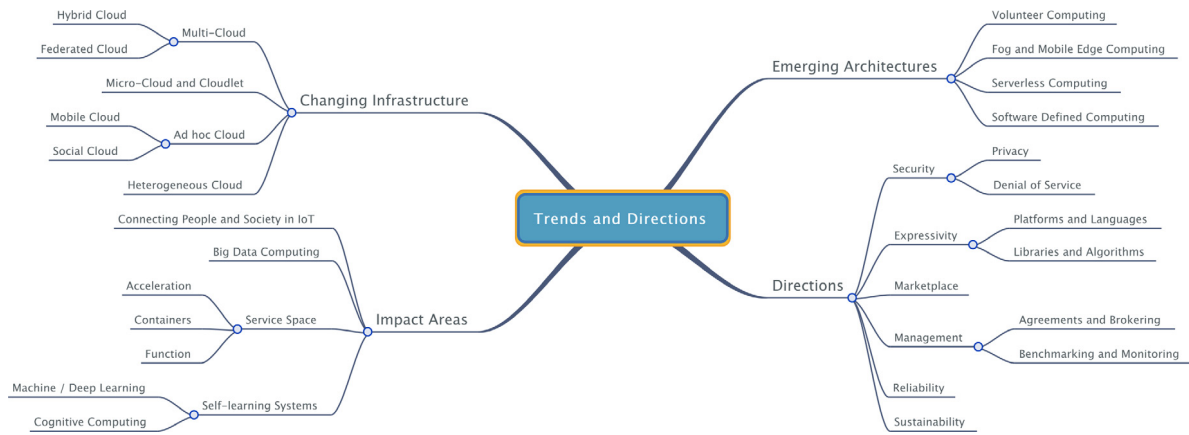 Trends and Directions
Changing Infrastructure
Multi-Cloud
Hybrid Cloud
Federated Cloud
Micro-Cloud and Cloudlet
Ad hoc Cloud
Mobile Cloud
Social Cloud
Heterogeneous Cloud
Emerging Architectures
Volunteer Computing
Fog and Mobile Edge Computing
Serverless Computing
Software Defined Computing
Impact Areas
Connecting People and Society in IoT
Big Data Computing
Service Space
Acceleration
Containers
Function
Self-learning Systems
Machine / Deep Learning
Cognitive Computing
Directions
Security
Privacy
Denial of Service
Expressivity
Platforms and Languages
Libraries and Algorithms
Marketplace
Management
Agreements and Brokering
Benchmarking and Monitoring
Reliability
Sustainability